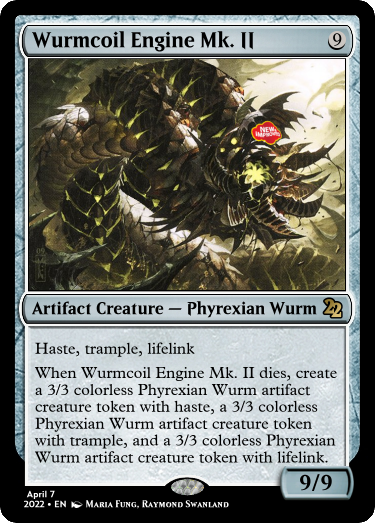 Wurmcoil Engine Mk. II 9
NEW
IMPROVED
Artifact Creature — Phyrexian Wurm 22
Haste, trample, lifelink
When Wurmcoil Engine Mk. II dies, create
a 3/3 colorless Phyrexian Wurm artifact
creature token with haste, a 3/3 colorless
Phyrexian Wurm artifact creature token
with trample, and a 3/3 colorless Phyrexian
Wurm artifact creature token with lifelink.
9/9
April 7
2022 • EN Maria Fung, Raymond Swanland